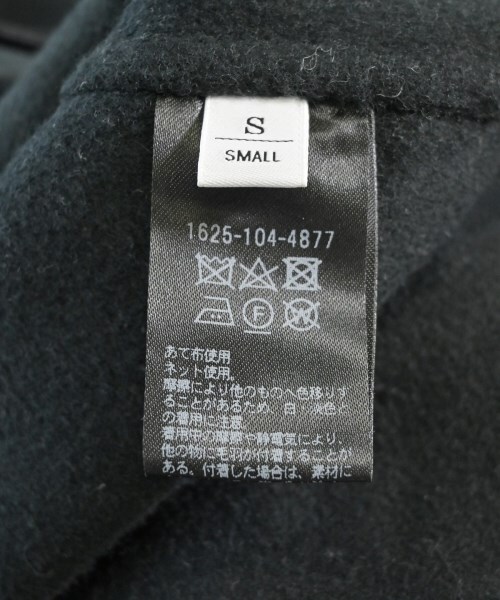 S
SMALL
1625-104-4877
あて布使用
ネット使用。
摩擦により他のものへ色移りす
ることがあるため、白・淡色と
の着用に注意
着用中の摩擦や静電気により、
他の物に毛羽が付着することが
ある。付着した場合は、素材に